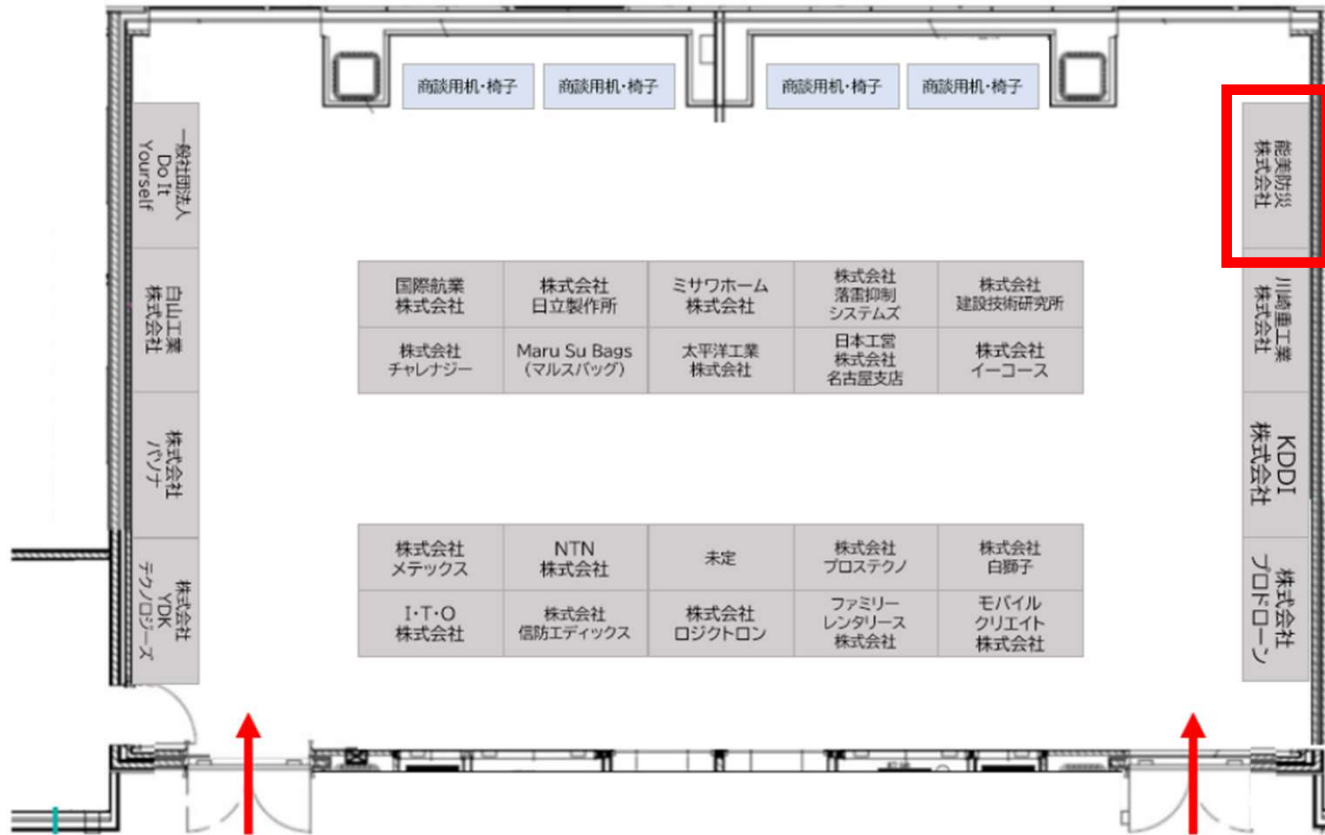 商談用机・椅子
商談用机・椅子
商談用机・椅子
商談用机・椅子
一般社団法人
Do It
Yourself
白山工業
株式会社
株式会社
パソナ
株式会社
YDK
テクノロジーズ
国際航業
株式会社
株式会社
日立製作所
ミサワホーム
株式会社
株式会社
落雷抑制
システムズ
株式会社
建設技術研究所
株式会社
チャレナジー
Maru Su Bags
(マルスバッグ)
太平洋工業
株式会社
日本工営
株式会社
名古屋支店
株式会社
イーコース
株式会社
メテックス
NTN
株式会社
未定
株式会社
プロステクノ
株式会社
白獅子
I・T・O
株式会社
株式会社
信防エディックス
株式会社
ロジクトロン
ファミリー
レンタリース
株式会社
モバイル
クリエイト
株式会社
能美防災
株式会社
川崎重工業
株式会社
KDDI
株式会社
株式会社
プロドローン